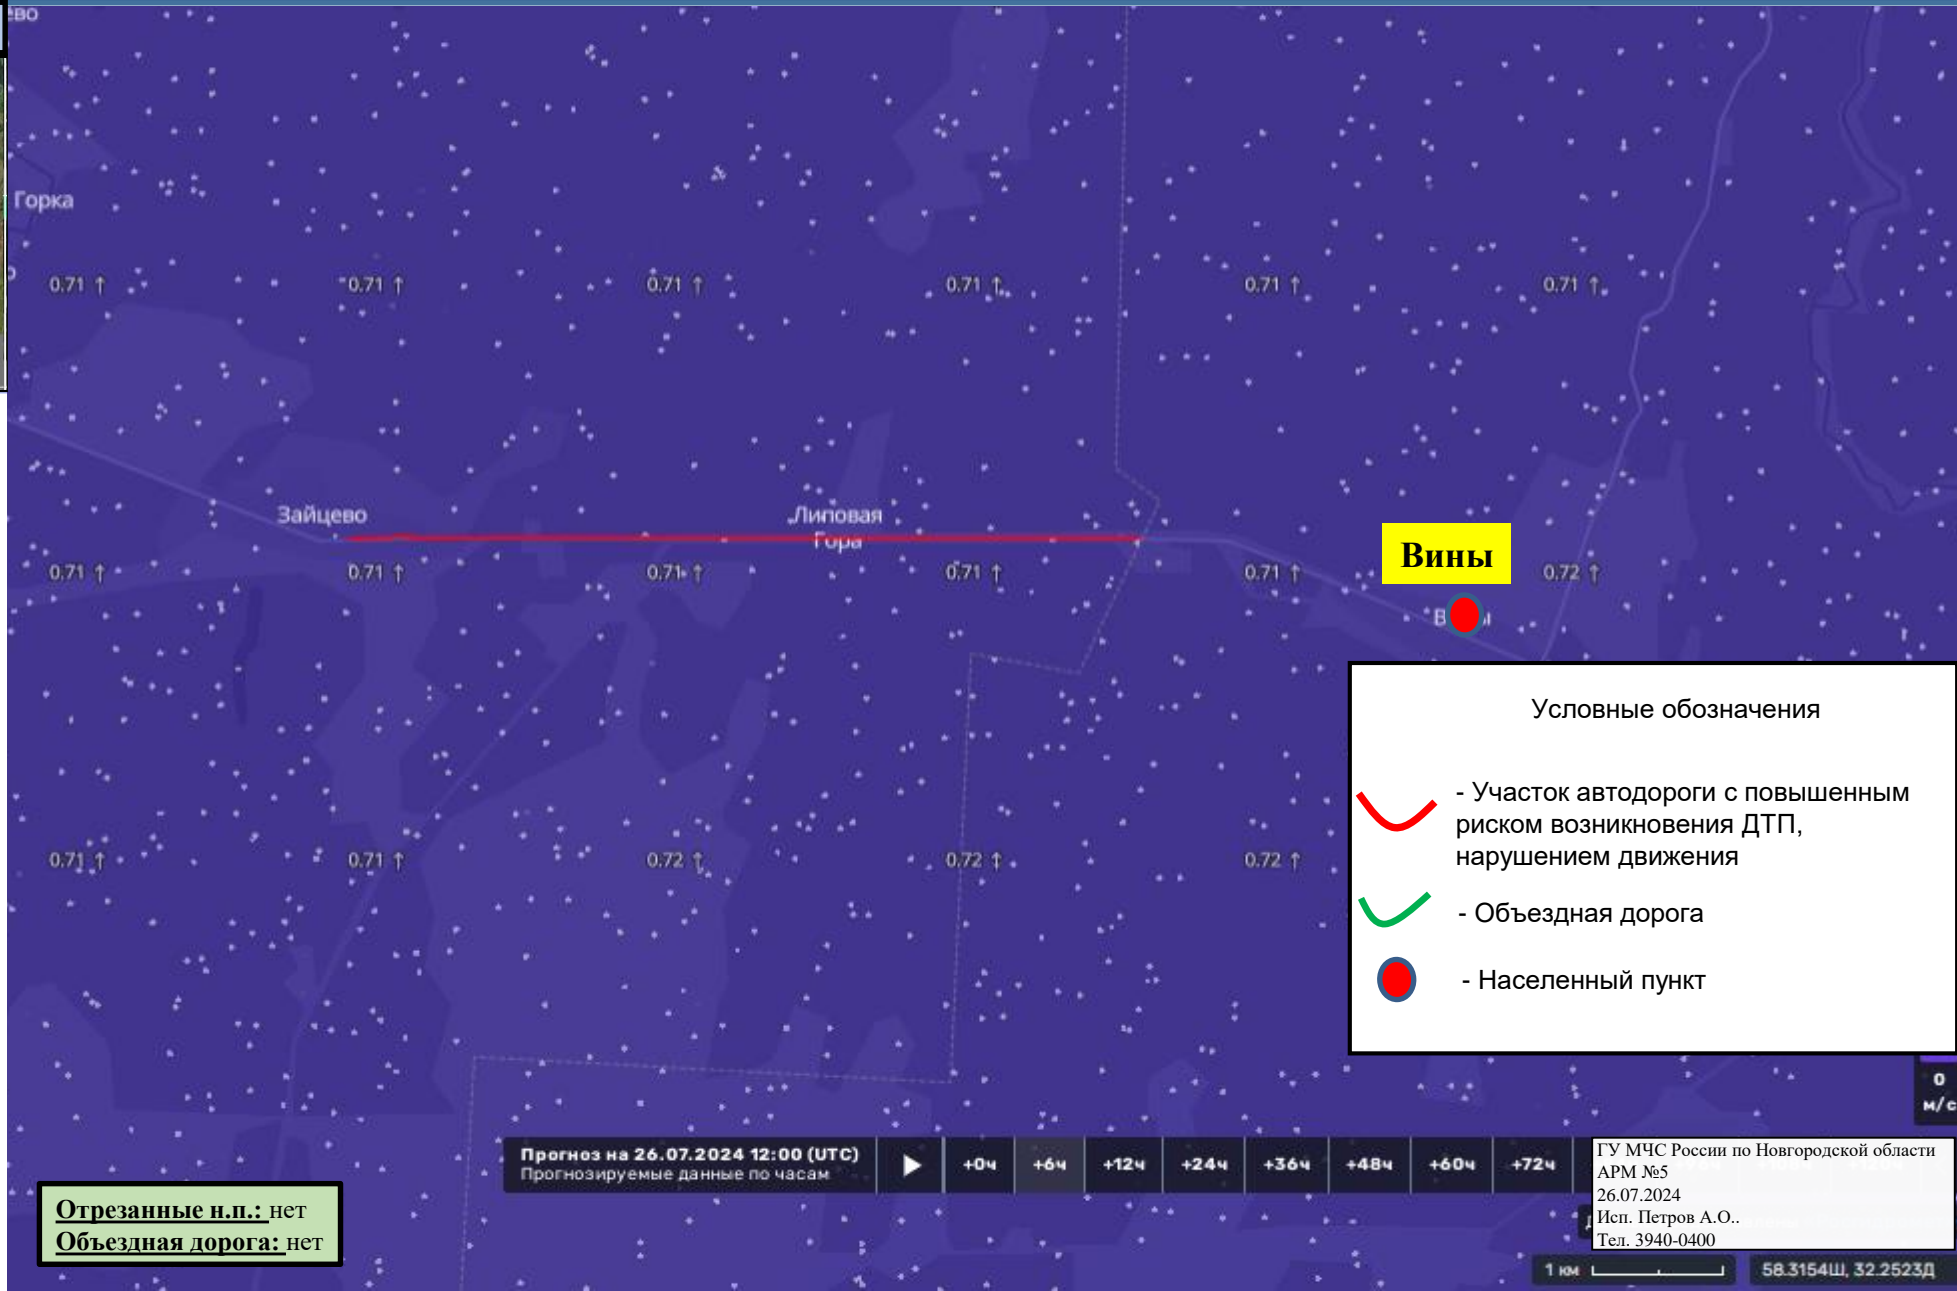 ево
Горка
0.71 ↑ 0.71 ↑ 0.71 ↑ 0.71 ↑ 0.71 ↑ 0.71 ↑
Зайцево
Липовая
Гора
Вины
0.71 ↑ 0.71 ↑ 0.71 ↑ 0.71 ↑ 0.71 ↑ 0.72 ↑
Условные обозначения
- Участок автодороги с повышенным
риском возникновения ДТП,
нарушением движения
0.71 ↑ 0.71 ↑ 0.72 ↑ 0.72 ↑ 0.72 ↑
- Объездная дорога
- Населенный пункт
0
м/с
Прогноз на 26.07.2024 12:00 (UTC)
Прогнозируемые данные по часам
+0ч +6ч +12ч +24ч +36ч +48ч +60ч +72ч
ГУ МЧС России по Новгородской области
АРМ №5
26.07.2024
Исп. Петров А.О..
Тел. 3940-0400
Отрезанные н.п.: нет
Объездная дорога: нет
1 км
58.3154Ш, 32.2523Д